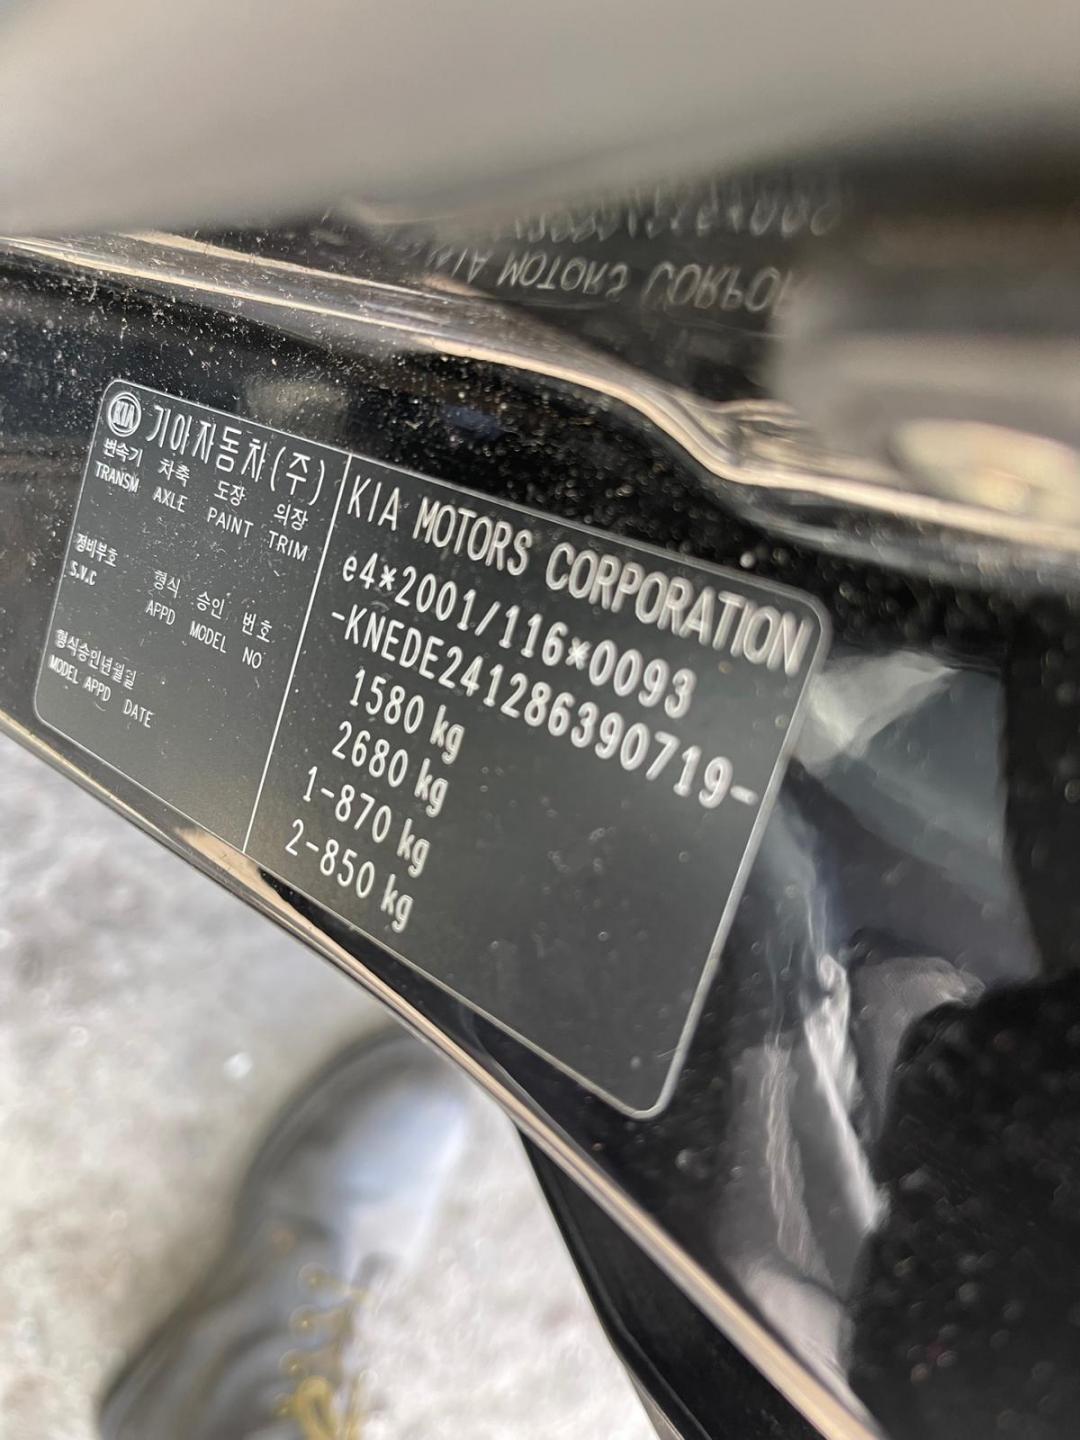 KIA 기아자동차(주)
변속기 차축 도장 의장
TRANSM AXLE PAINT TRIM
정비부호
S.V.C
형식 승인 번호
APPD MODEL NO
형식승인년월일
MODEL APPD DATE
KIA MOTORS CORPORATION
e4*2001/116*0093
-KNEDE241286390719-
1580 kg
2680 kg
1-870 kg
2-850 kg